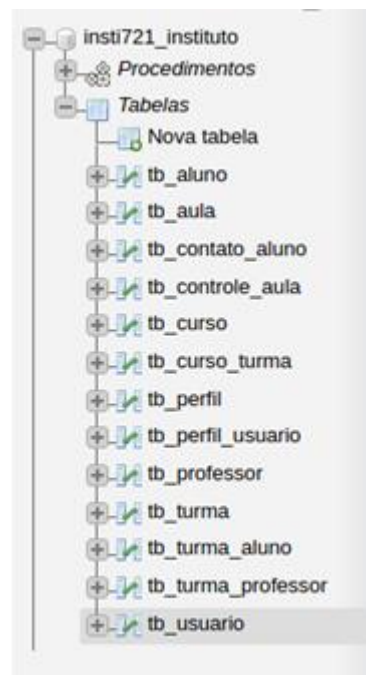 insti721_instituto
Procedimentos
Tabelas
Nova tabela
tb_aluno
tb_aula
tb_contato_aluno
tb_controle_aula
tb_curso
tb_curso_turma
tb_perfil
tb_perfil_usuario
tb_professor
tb_turma
tb_turma_aluno
tb_turma_professor
tb_usuario